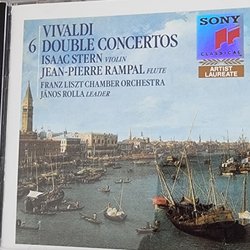 VIVALDI
6 DOUBLE CONCERTOS
ISAAC STERN VIOLIN
JEAN-PIERRE RAMPAL FLUTE
FRANZ LISZT CHAMBER ORCHESTRA
JÁNOS ROLLA LEADER
SONY
CLASSICAL
ARTIST
LAUREATE